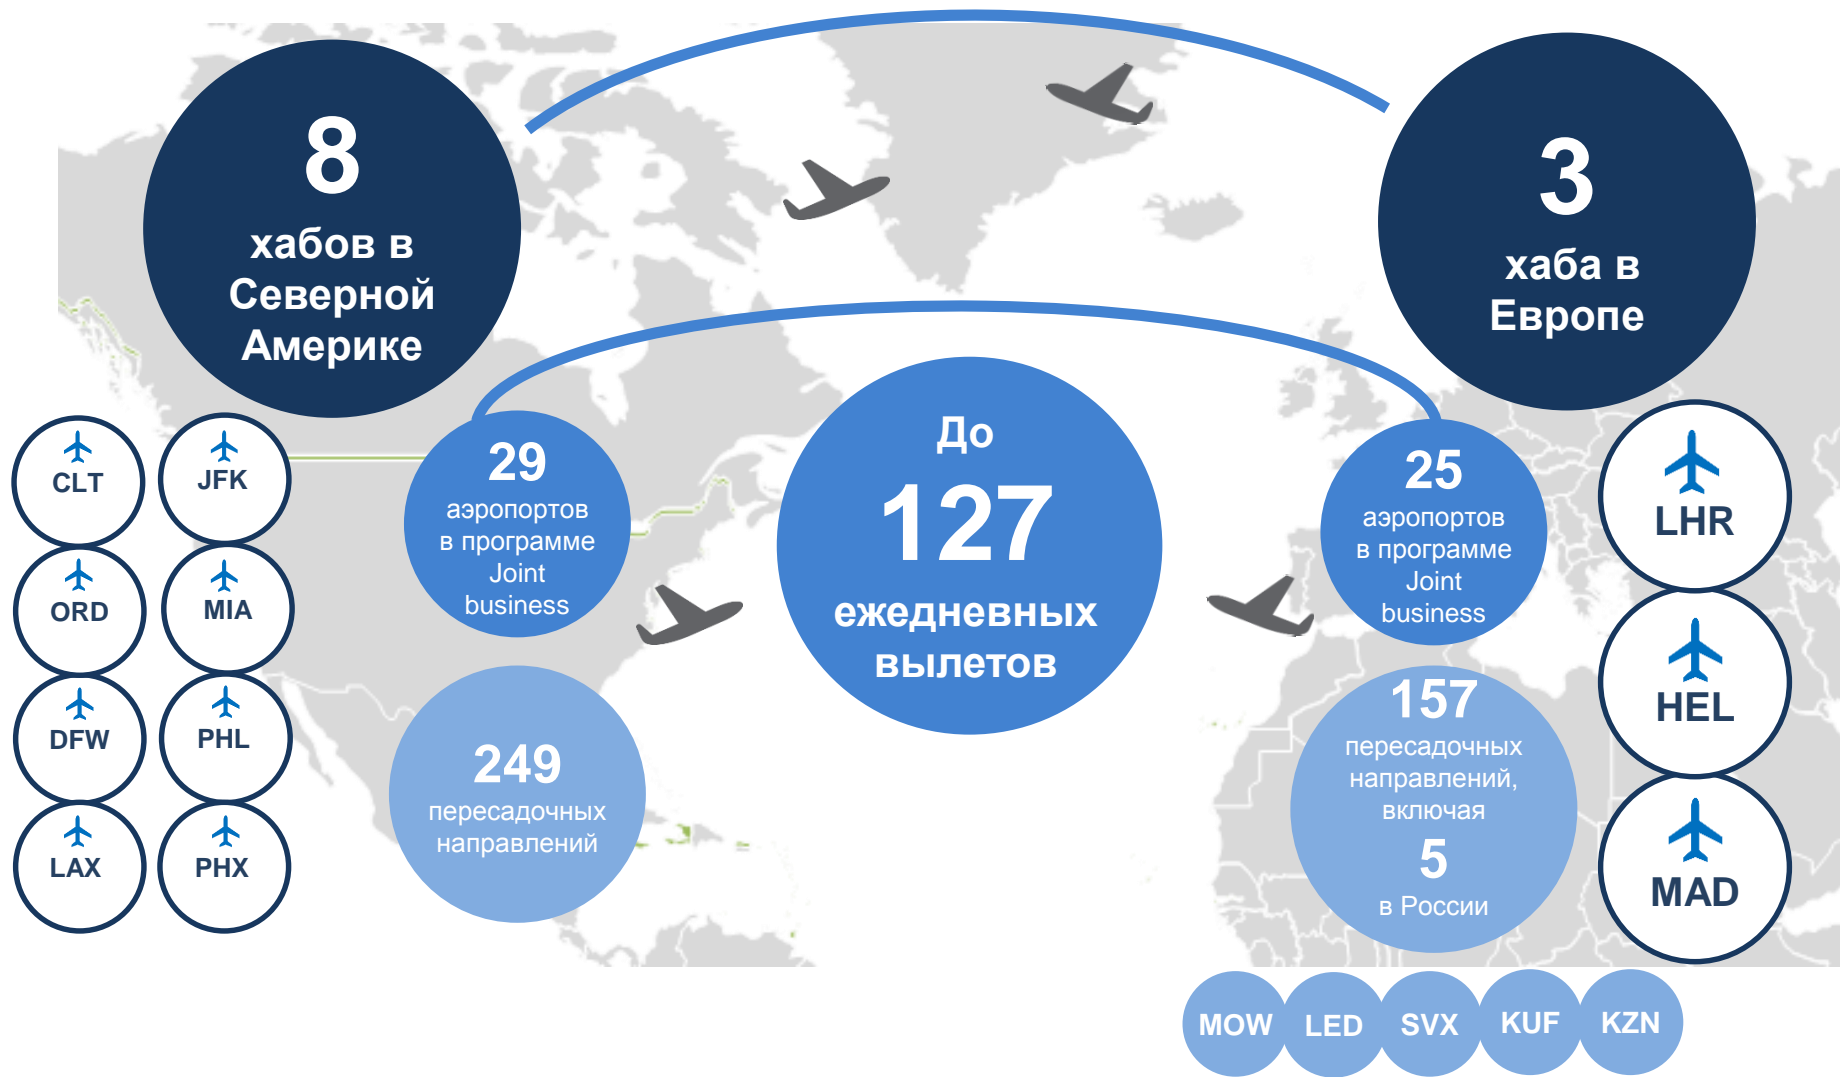 8
хабов в
Северной
Америке
3
хаба в
Европе
CLT
JFK
ORD
MIA
DFW
PHL
LAX
PHX
29
аэропортов
в программе
Joint
business
249
пересадочных
направлений
До
127
ежедневных
вылетов
25
аэропортов
в программе
Joint
business
157
пересадочных
направлений,
включая
5
в России
LHR
HEL
MAD
MOW
LED
SVX
KUF
KZN